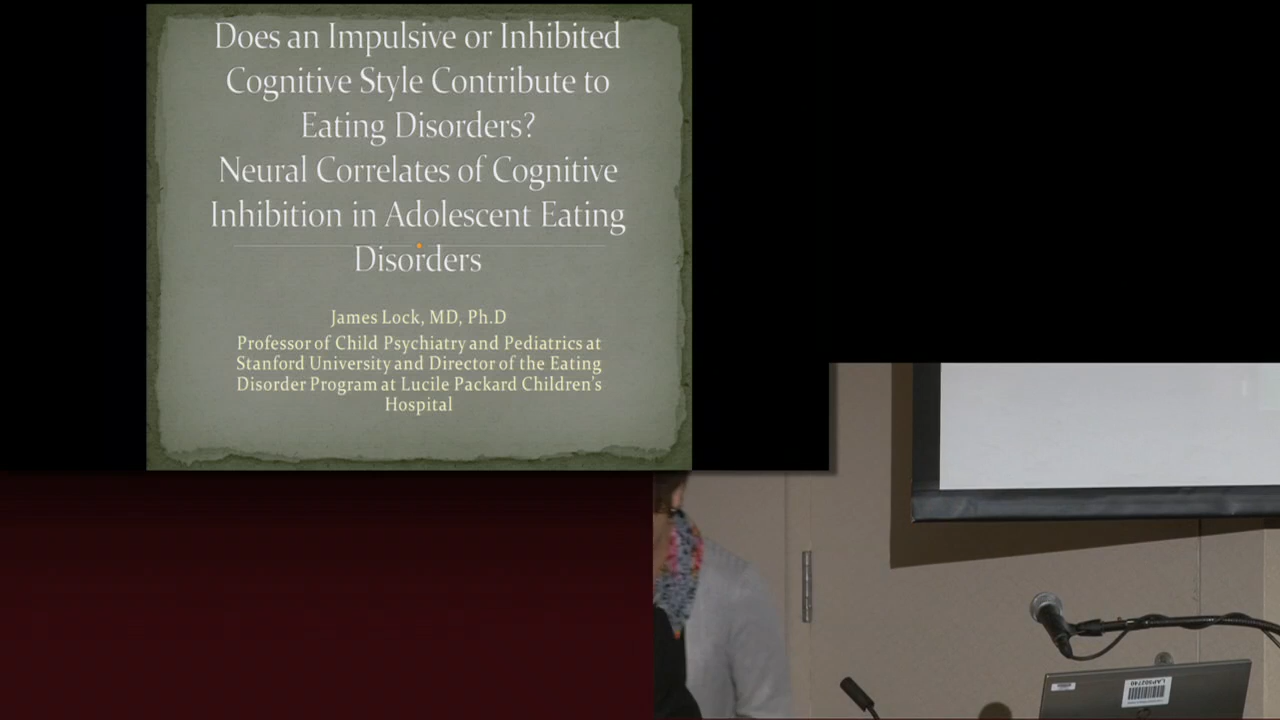 Does an Impulsive or Inhibited
Cognitive Style Contribute to
Eating Disorders?
Neural Correlates of Cognitive
Inhibition in Adolescent Eating
Disorders
James Lock, MD, Ph.D
Professor of Child Psychiatry and Pediatrics at
Stanford University and Director of the Eating
Disorder Program at Lucile Packard Children's
Hospital
LAP502740